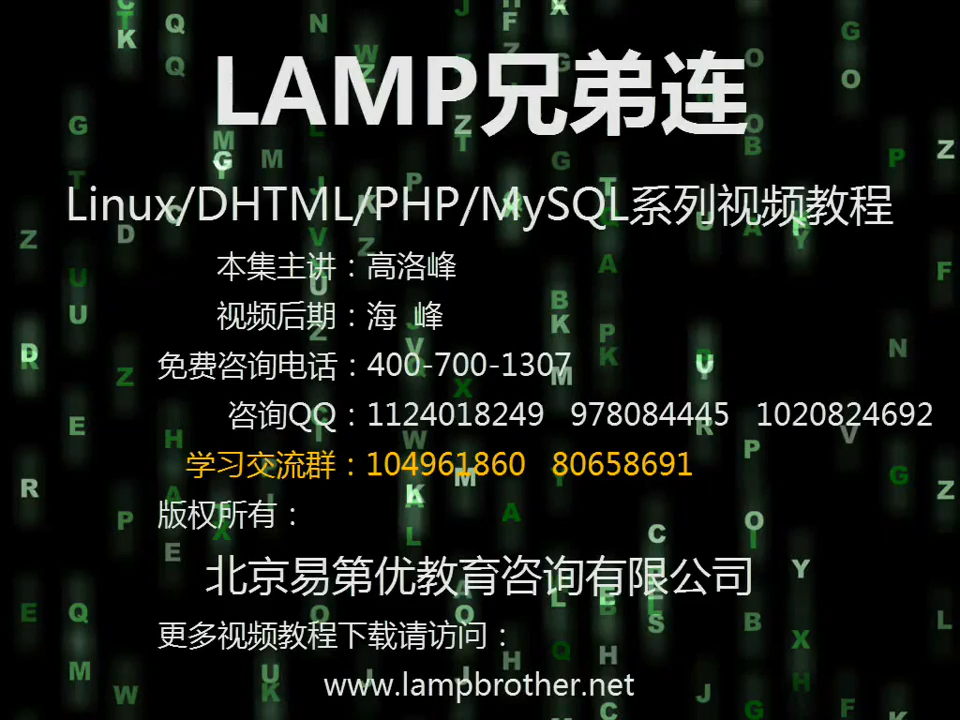 LAMP兄弟连
Linux/DHTML/PHP/MySQL系列视频教程
本集主讲：高洛峰
视频后期：海 峰
免费咨询电话：400-700-1307
咨询QQ：1124018249 978084445 1020824692
学习交流群：104961860 80658691
版权所有：
北京易第优教育咨询有限公司
更多视频教程下载请访问：
www.lampbrother.net